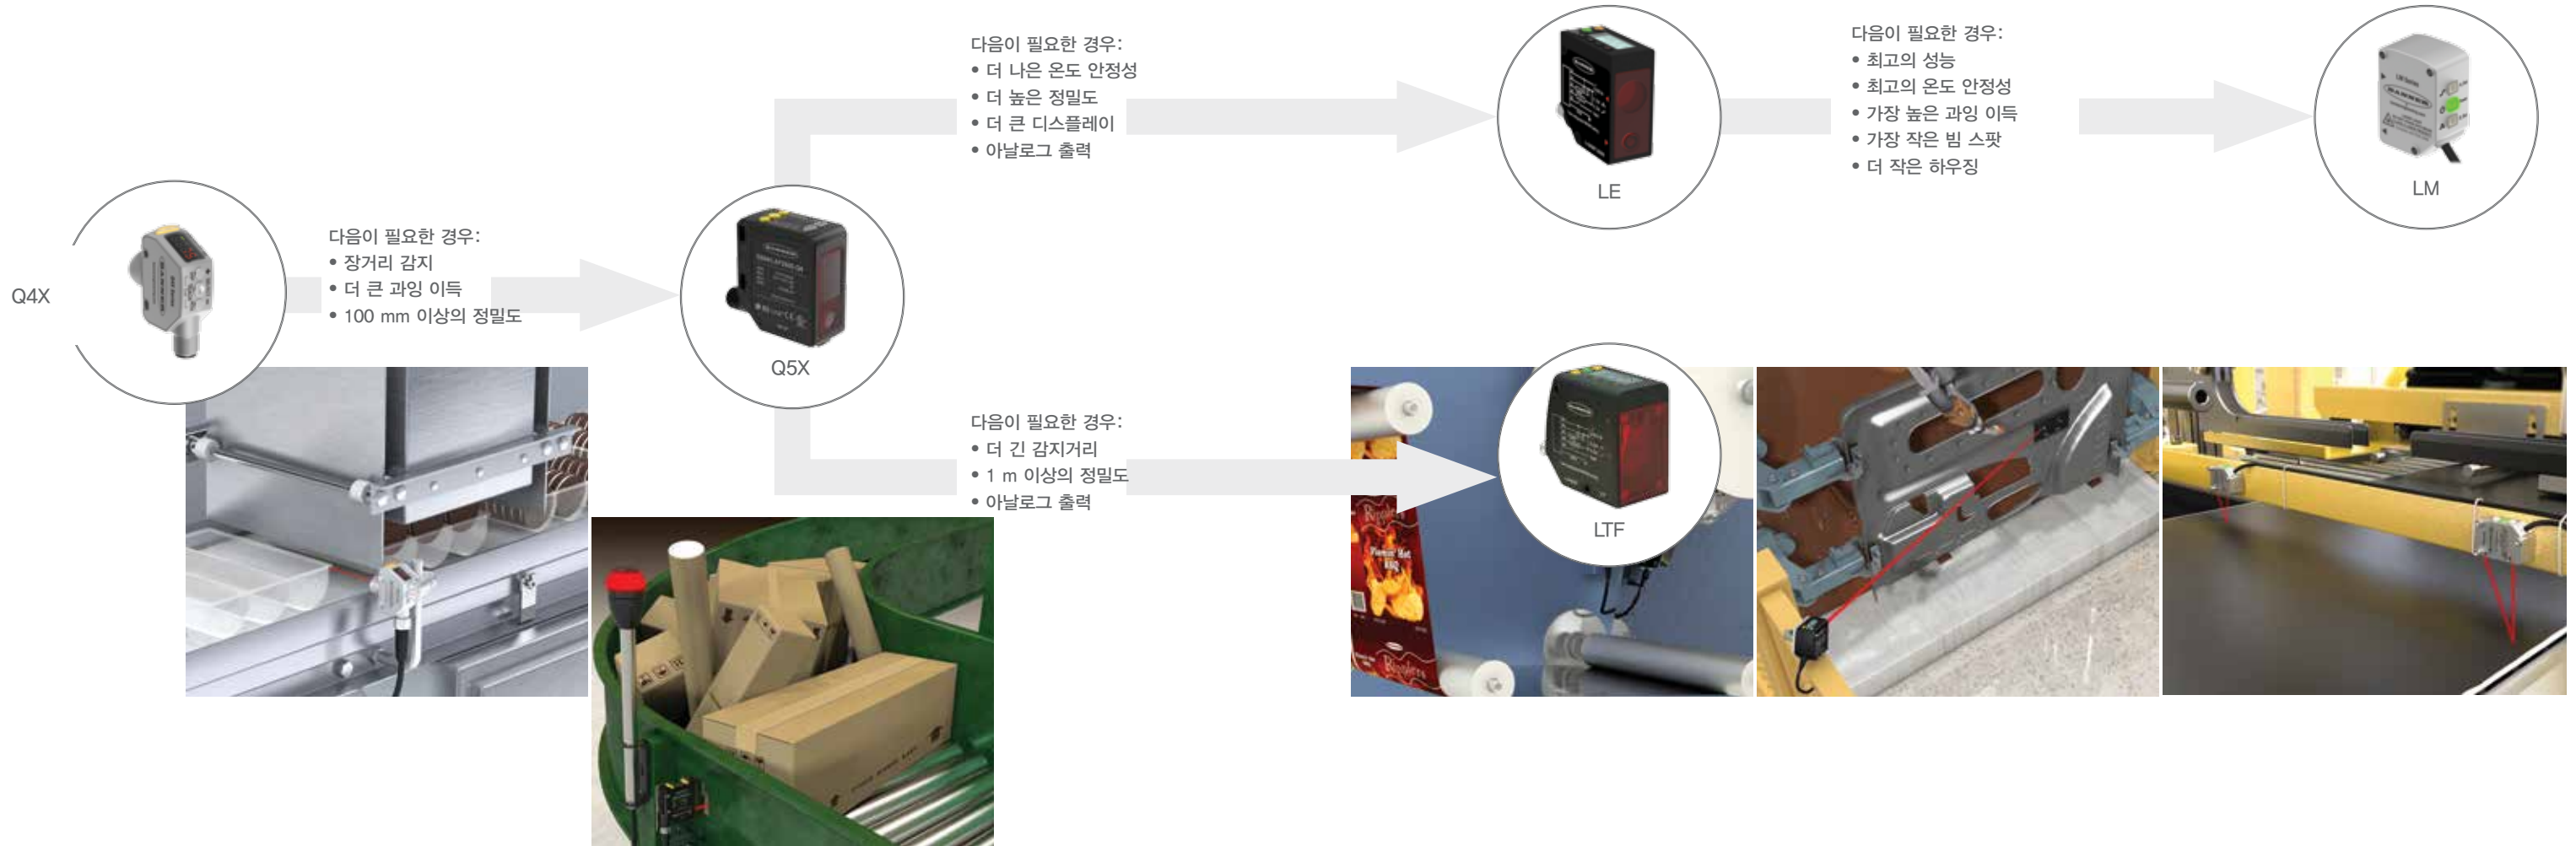 Q4X
다음이 필요한 경우:
• 장거리 감지
• 더 큰 과잉 이득
• 100 mm 이상의 정밀도
BANNER
Q5X
다음이 필요한 경우:
• 더 나은 온도 안정성
• 더 높은 정밀도
• 더 큰 디스플레이
• 아날로그 출력
LE
다음이 필요한 경우:
• 최고의 성능
• 최고의 온도 안정성
• 가장 높은 과잉 이득
• 가장 작은 빔 스팟
• 더 작은 하우징
LM Series
BANNER
LM
다음이 필요한 경우:
• 더 긴 감지거리
• 1 m 이상의 정밀도
• 아날로그 출력
LTF
Flamin' Hot
BBQ